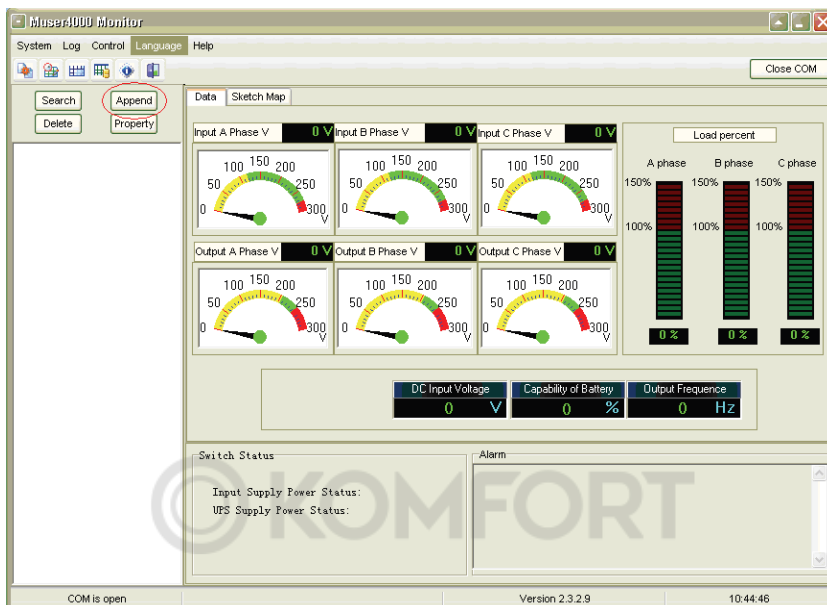 Muser4000 Monitor
System Log Control Language Help
Close COM
Search Append
Delete Property
Data Sketch Map
Input A Phase V 0 V Input B Phase V 0 V Input C Phase V 0 V
0 50 100 150 200 250 300 V
0 50 100 150 200 250 300 V
0 50 100 150 200 250 300 V
Output A Phase V 0 V Output B Phase V 0 V Output C Phase V 0 V
0 50 100 150 200 250 300 V
0 50 100 150 200 250 300 V
0 50 100 150 200 250 300 V
Load percent
A phase B phase C phase
150% 150% 150%
100% 100% 100%
0 % 0 % 0 %
DC Input Voltage Capability of Battery Output Frequence
0 V 0 % 0 Hz
Switch Status
Input Supply Power Status:
UPS Supply Power Status:
Alarm
KOMFORT
COM is open Version 2.3.2.9 10:44:46